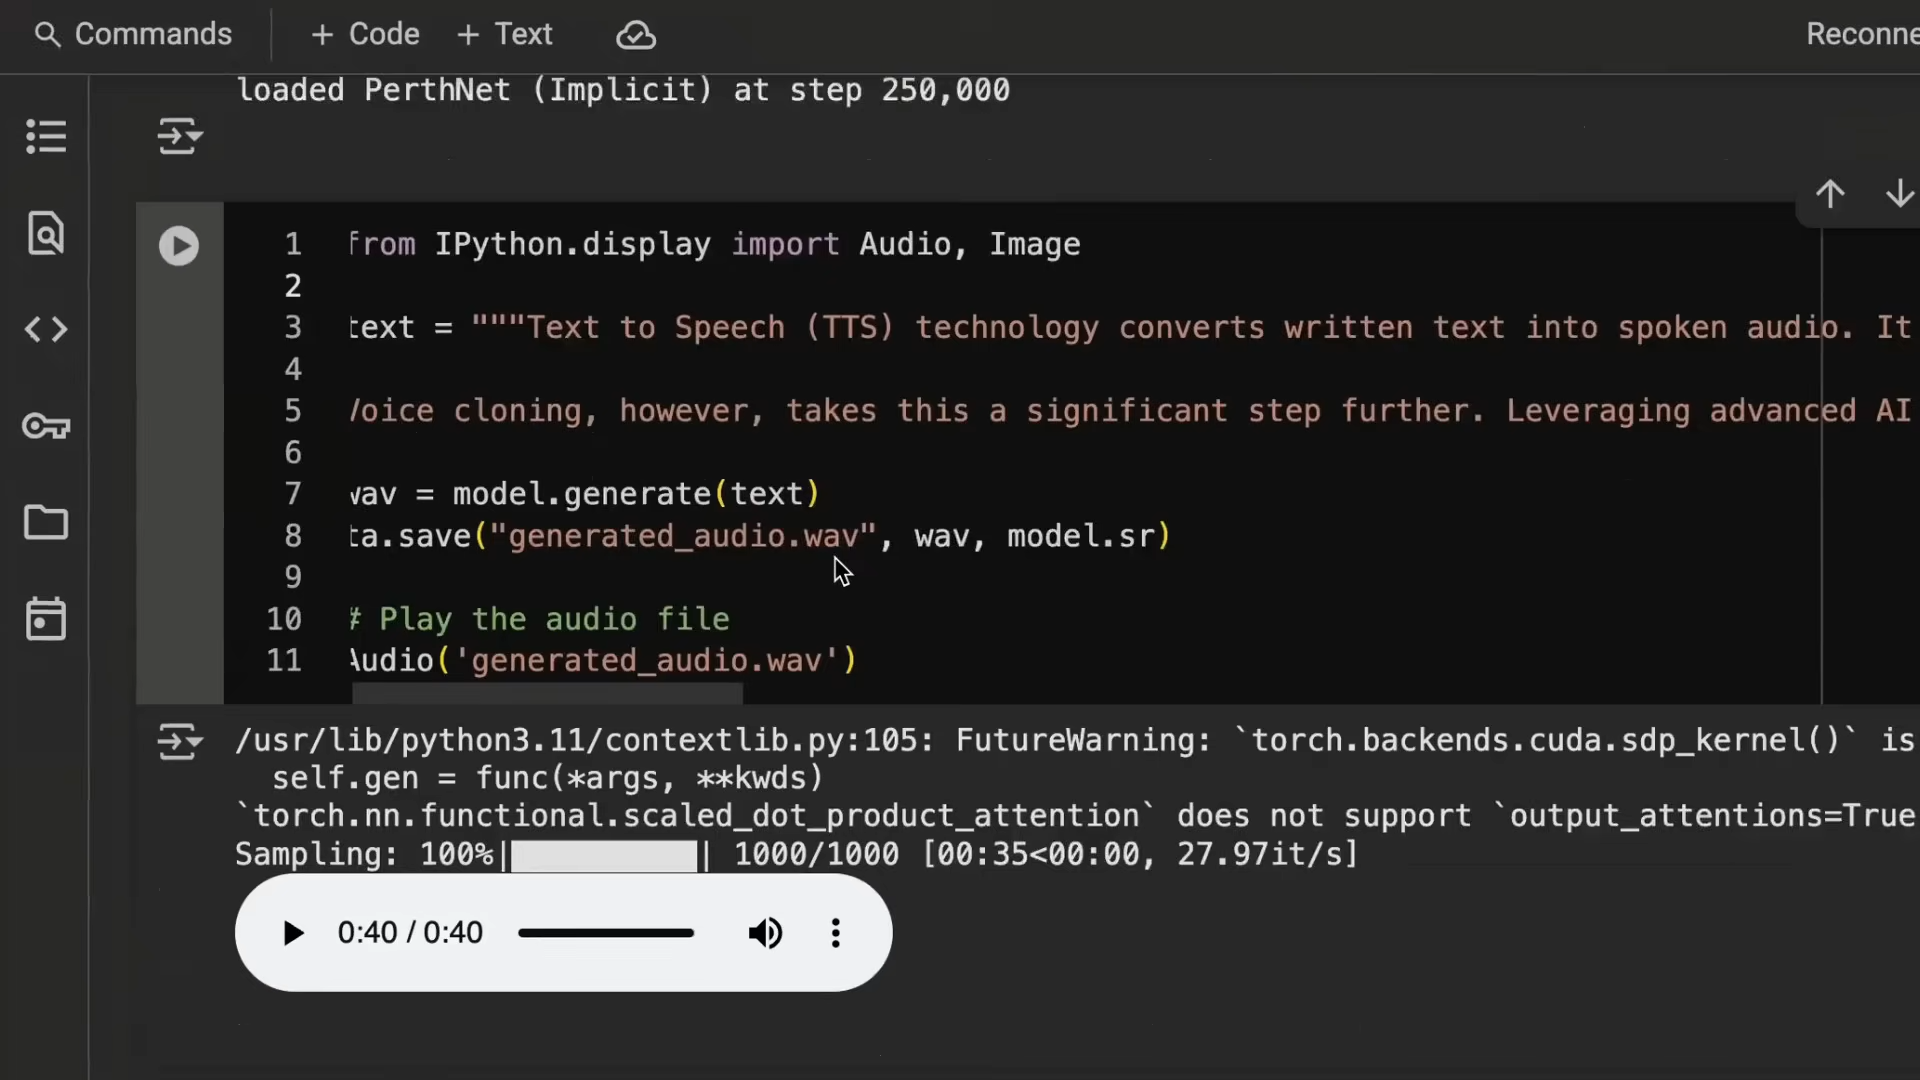 Commands + Code + Text Reconne
loaded PerthNet (Implicit) at step 250,000
1 from IPython.display import Audio, Image
2
3 text = """Text to Speech (TTS) technology converts written text into spoken audio. It
4
5 Voice cloning, however, takes this a significant step further. Leveraging advanced AI
6
7 wav = model.generate(text)
8 ta.save("generated_audio.wav", wav, model.sr)
9
10 # Play the audio file
11 Audio('generated_audio.wav')
/usr/lib/python3.11/contextlib.py:105: FutureWarning: `torch.backends.cuda.sdp_kernel()` is
self.gen = func(*args, **kwds)
`torch.nn.functional.scaled_dot_product_attention` does not support `output_attentions=True
Sampling: 100%| | 1000/1000 [00:35<00:00, 27.97it/s]
0:40 / 0:40